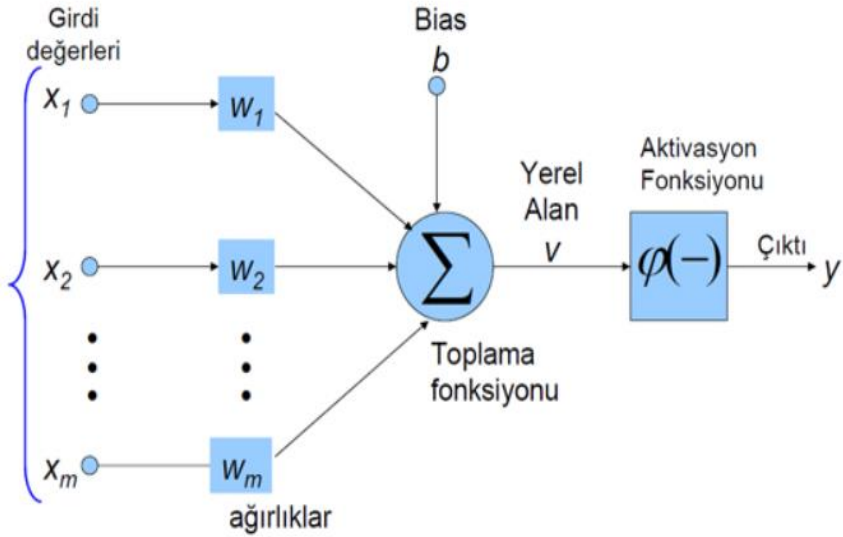 Girdi
değerleri
x1
w1
Bias
b
x2
w2
∑
Toplama
fonksiyonu
Yerel
Alan
v
Aktivasyon
Fonksiyonu
φ(−)
Çıktı
y
xm
wm
ağırlıklar